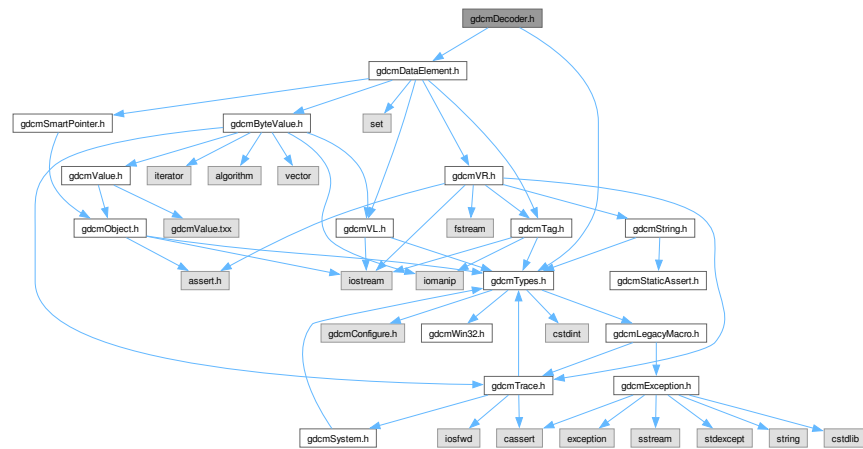 gdcmDecoder.h
gdcmDataElement.h
gdcmSmartPointer.h
gdcmByteValue.h
set
gdcmValue.h
iterator
algorithm
vector
gdcmVR.h
gdcmObject.h
gdcmValue.txx
gdcmVL.h
fstream
gdcmTag.h
gdcmString.h
assert.h
iostream
iomanip
gdcmTypes.h
gdcmStaticAssert.h
gdcmConfigure.h
gdcmWin32.h
cstdint
gdcmLegacyMacro.h
gdcmTrace.h
gdcmException.h
gdcmSystem.h
iosfwd
cassert
exception
sstream
stdexcept
string
cstdlib